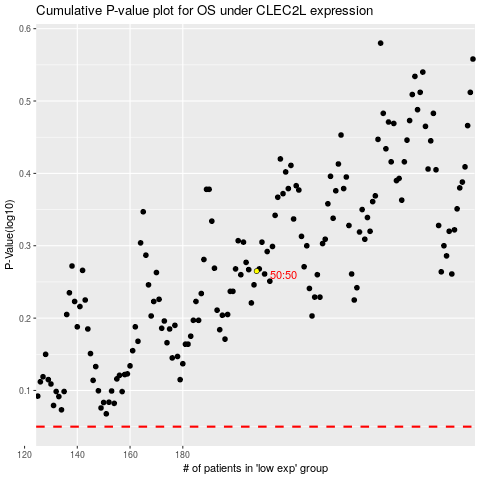 Cumulative P-value plot for OS under CLEC2L expression
P-Value(log10)
0.6
0.5
0.4
0.3
0.2
0.1
50:50
120 140 160 180
# of patients in 'low exp' group